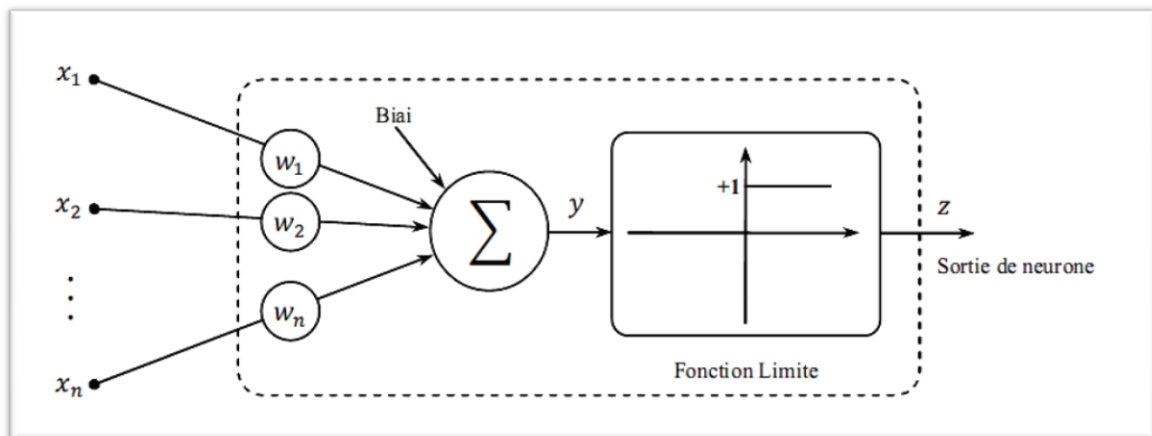 x₁
Biai
w₁
+1
x₂
w₂
∑
y
z
Sortie de neurone
⋮
wₙ
Fonction Limite
xₙ